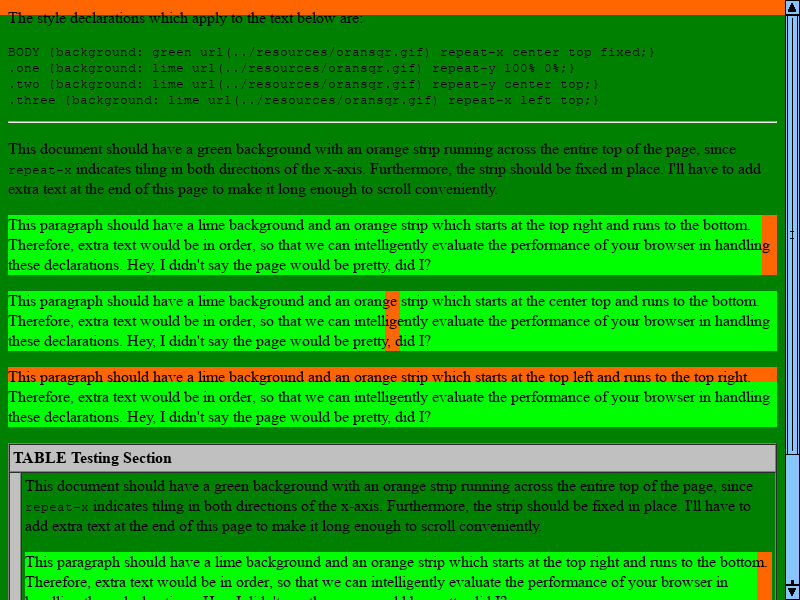 The style declarations which apply to the text below are:
BODY {background: green url(../resources/oransqr.gif) repeat-x center top fixed;}
.one {background: lime url(../resources/oransqr.gif) repeat-y 100% 0%;}
.two {background: lime url(../resources/oransqr.gif) repeat-y center top;}
.three {background: lime url(../resources/oransqr.gif) repeat-x left top;}
This document should have a green background with an orange strip running across the entire top of the page, since
repeat-x indicates tiling in both directions of the x-axis. Furthermore, the strip should be fixed in place. I'll have to add
extra text at the end of this page to make it long enough to scroll conveniently.
This paragraph should have a lime background and an orange strip which starts at the top right and runs to the bottom.
Therefore, extra text would be in order, so that we can intelligently evaluate the performance of your browser in handling
these declarations. Hey, I didn't say the page would be pretty, did I?
This paragraph should have a lime background and an orange strip which starts at the center top and runs to the bottom.
Therefore, extra text would be in order, so that we can intelligently evaluate the performance of your browser in handling
these declarations. Hey, I didn't say the page would be pretty, did I?
This paragraph should have a lime background and an orange strip which starts at the top left and runs to the top right.
Therefore, extra text would be in order, so that we can intelligently evaluate the performance of your browser in handling
these declarations. Hey, I didn't say the page would be pretty, did I?
TABLE Testing Section
This document should have a green background with an orange strip running across the entire top of the page, since
repeat-x indicates tiling in both directions of the x-axis. Furthermore, the strip should be fixed in place. I'll have to
add extra text at the end of this page to make it long enough to scroll conveniently.
This paragraph should have a lime background and an orange strip which starts at the top right and runs to the bottom.
Therefore, extra text would be in order, so that we can intelligently evaluate the performance of your browser in